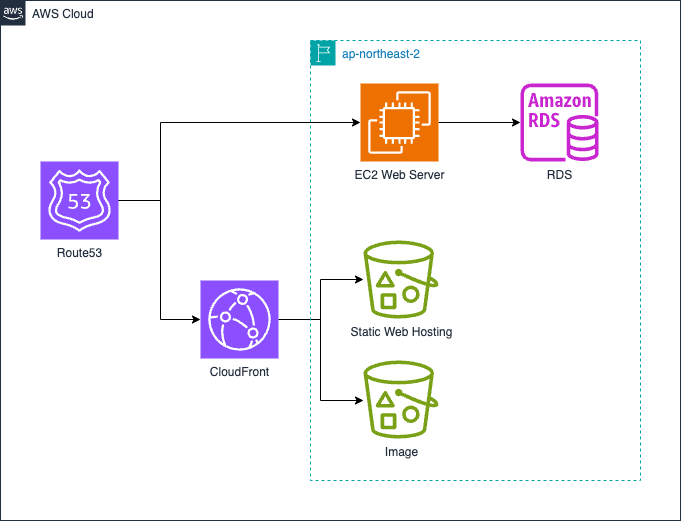 aws
AWS Cloud
ap-northeast-2
Amazon
RDS
EC2 Web Server
RDS
53
Route53
Static Web Hosting
CloudFront
Image